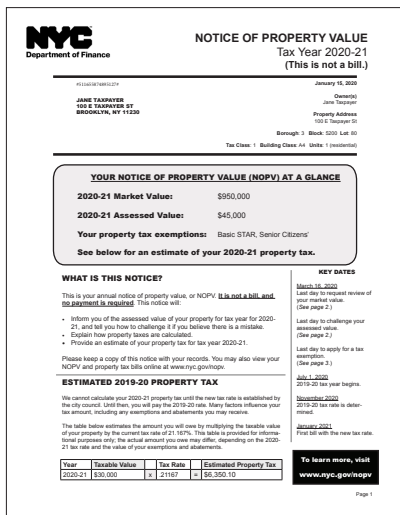 NYC
Department of Finance
NOTICE OF PROPERTY VALUE
Tax Year 2020-21
(This is not a bill.)
January 15, 2020
Owner(s)
Jane Taxpayer
JANE TAXPAYER
100 E TAXPAYER ST
BROOKLYN, NY 11230
Property Address
100 E Taxpayer St
Borough: 3 Block: 5200 Lot: 80
Tax Class: 1 Building Class: A4 Units: 1 (residential)
YOUR NOTICE OF PROPERTY VALUE (NOPV) AT A GLANCE
2020-21 Market Value: $950,000
2020-21 Assessed Value: $45,000
Your property tax exemptions: Basic STAR, Senior Citizens'
See below for an estimate of your 2020-21 property tax.
WHAT IS THIS NOTICE?
This is your annual notice of property value, or NOPV. It is not a bill, and
no payment is required. This notice will:
• Inform you of the assessed value of your property for tax year for 2020-
21, and tell you how to challenge it if you believe there is a mistake.
• Explain how property taxes are calculated.
• Provide an estimate of your property tax for tax year 2020-21.
Please keep a copy of this notice with your records. You may also view your
NOPV and property tax bills online at www.nyc.gov/nopv.
ESTIMATED 2019-20 PROPERTY TAX
We cannot calculate your 2020-21 property tax until the new tax rate is established by
the city council. Until then, you will pay the 2019-20 rate. Many factors influence your
tax amount, including any exemptions and abatements you may receive.
The table below estimates the amount you will owe by multiplying the taxable value
of your property by the current tax rate of 21.167%. This table is provided for informa-
tional purposes only; the actual amount you owe may differ, depending on the 2020-
21 tax rate and the value of your exemptions and abatements.
Year Taxable Value Tax Rate Estimated Property Tax
2020-21 $30,000 x .21167 = $6,350.10
KEY DATES
March 16, 2020
Last day to request review of
your market value.
(See page 2.)
Last day to challenge your
assessed value.
(See page 2.)
Last day to apply for a tax
exemption.
(See page 3.)
July 1, 2020
2019-20 tax year begins.
November 2020
2019-20 tax rate is deter-
mined.
January 2021
First bill with the new tax rate.
To learn more, visit
www.nyc.gov/nopv
Page 1